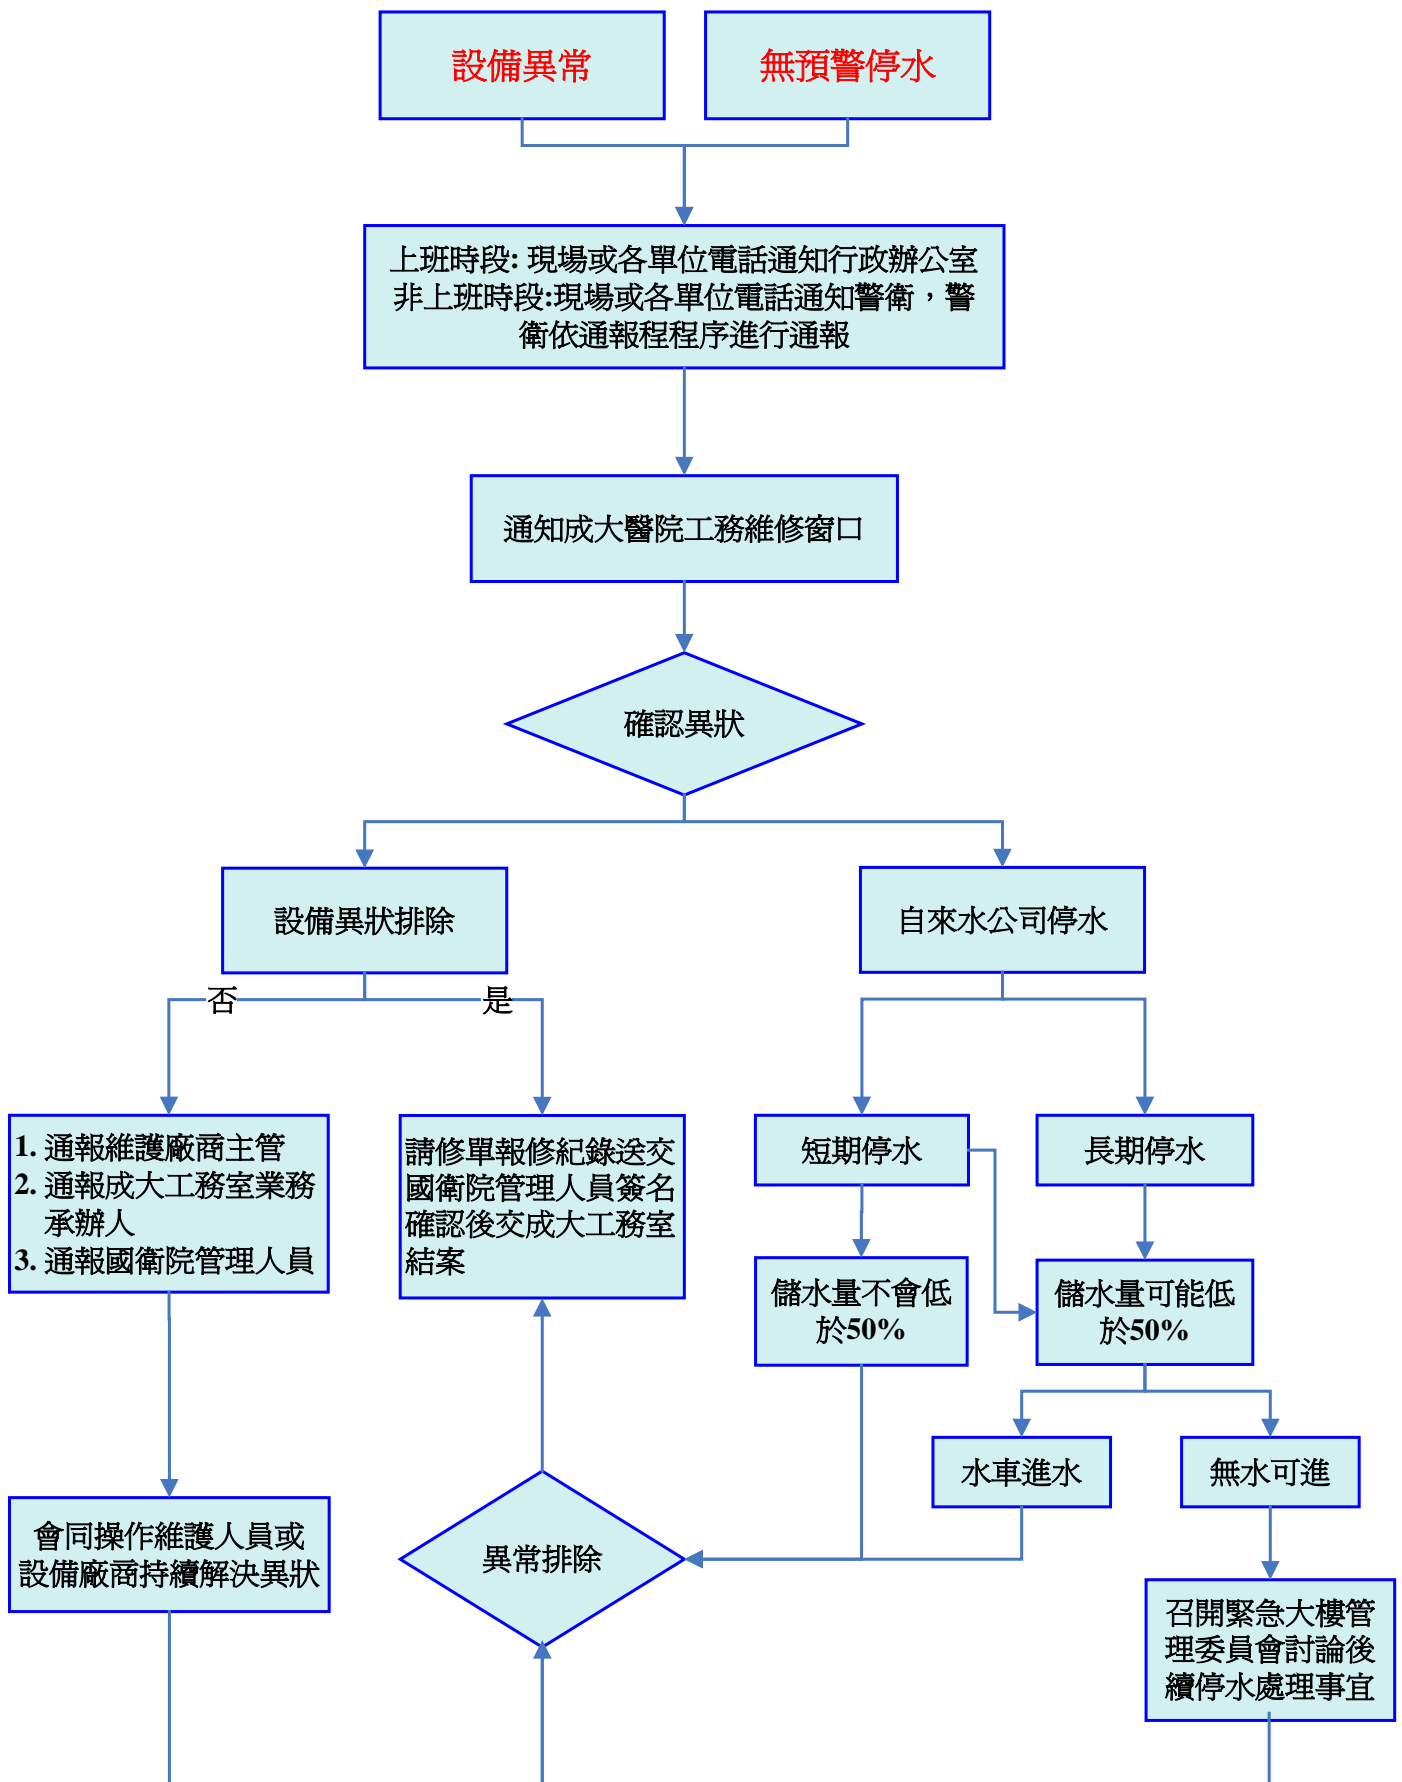 設備異常
無預警停水
上班時段: 現場或各單位電話通知行政辦公室
非上班時段:現場或各單位電話通知警衛，警
衛依通報程程序進行通報
通知成大醫院工務維修窗口
確認異狀
設備異狀排除
自來水公司停水
否
是
1. 通報維護廠商主管
2. 通報成大工務室業務
承辦人
3. 通報國衛院管理人員
請修單報修紀錄送交
國衛院管理人員簽名
確認後交成大工務室
結案
短期停水
長期停水
儲水量不會低
於50%
儲水量可能低
於50%
水車進水
無水可進
會同操作維護人員或
設備廠商持續解決異狀
異常排除
召開緊急大樓管
理委員會討論後
續停水處理事宜